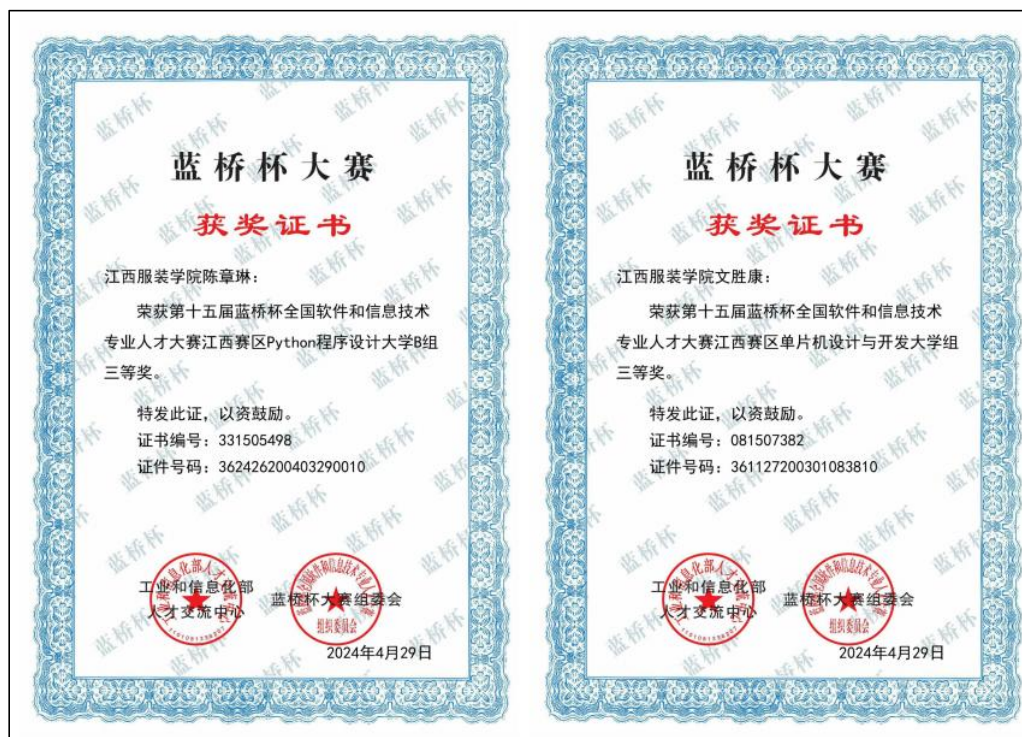 蓝桥杯大赛
获奖证书
江西服装学院陈章琳：
荣获第十五届蓝桥杯全国软件和信息技术
专业人才大赛江西赛区Python程序设计大学B组
三等奖。
特发此证，以资鼓励。
证书编号：331505498
证件号码：362426200403290010
工业和信息化部
人才交流中心
蓝桥杯大赛组委会
2024年4月29日
蓝桥杯大赛
获奖证书
江西服装学院文胜康：
荣获第十五届蓝桥杯全国软件和信息技术
专业人才大赛江西赛区单片机设计与开发大学组
三等奖。
特发此证，以资鼓励。
证书编号：081507382
证件号码：361127200301083810
工业和信息化部
人才交流中心
蓝桥杯大赛组委会
2024年4月29日